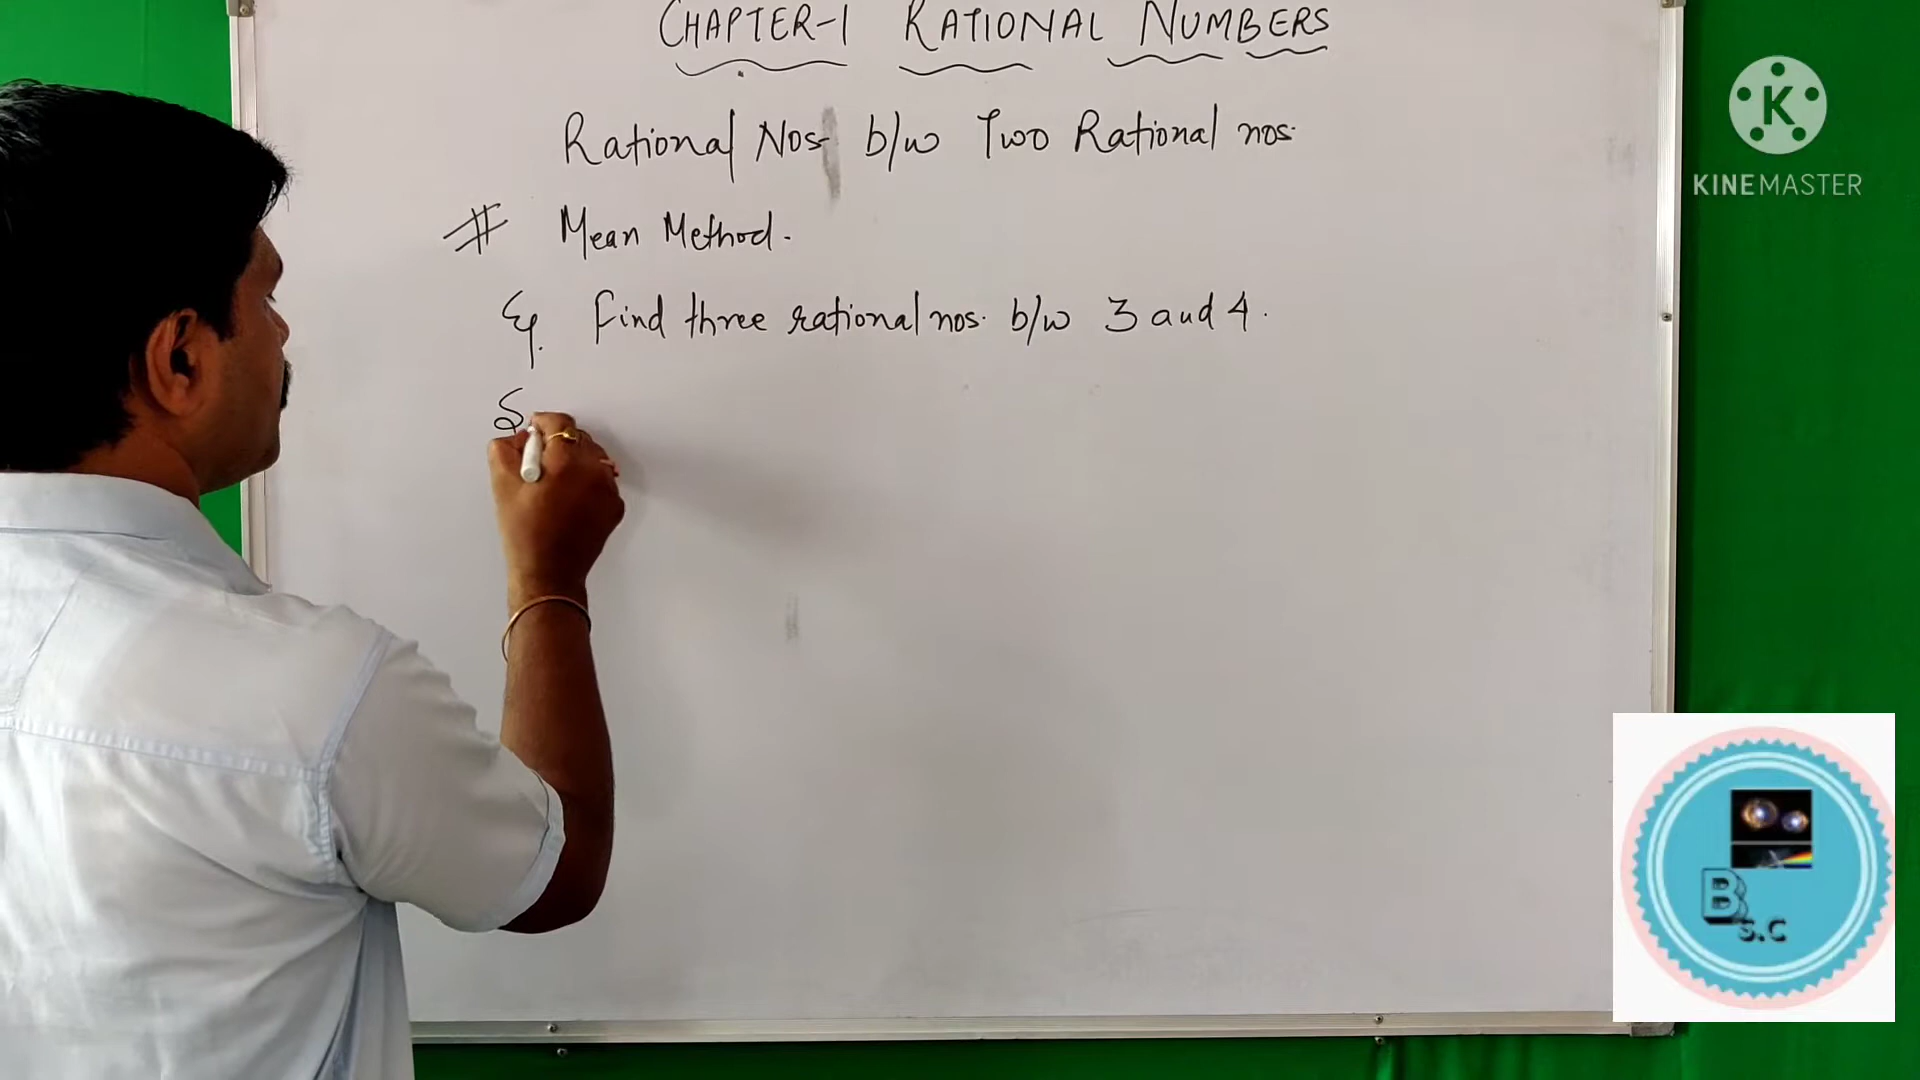 CHAPTER-1 RATIONAL NUMBERS
Rational Nos b/w Two Rational nos.
# Mean Method.
Eg. Find three rational nos. b/w 3 and 4.
S
K
KINEMASTER
B
S.C